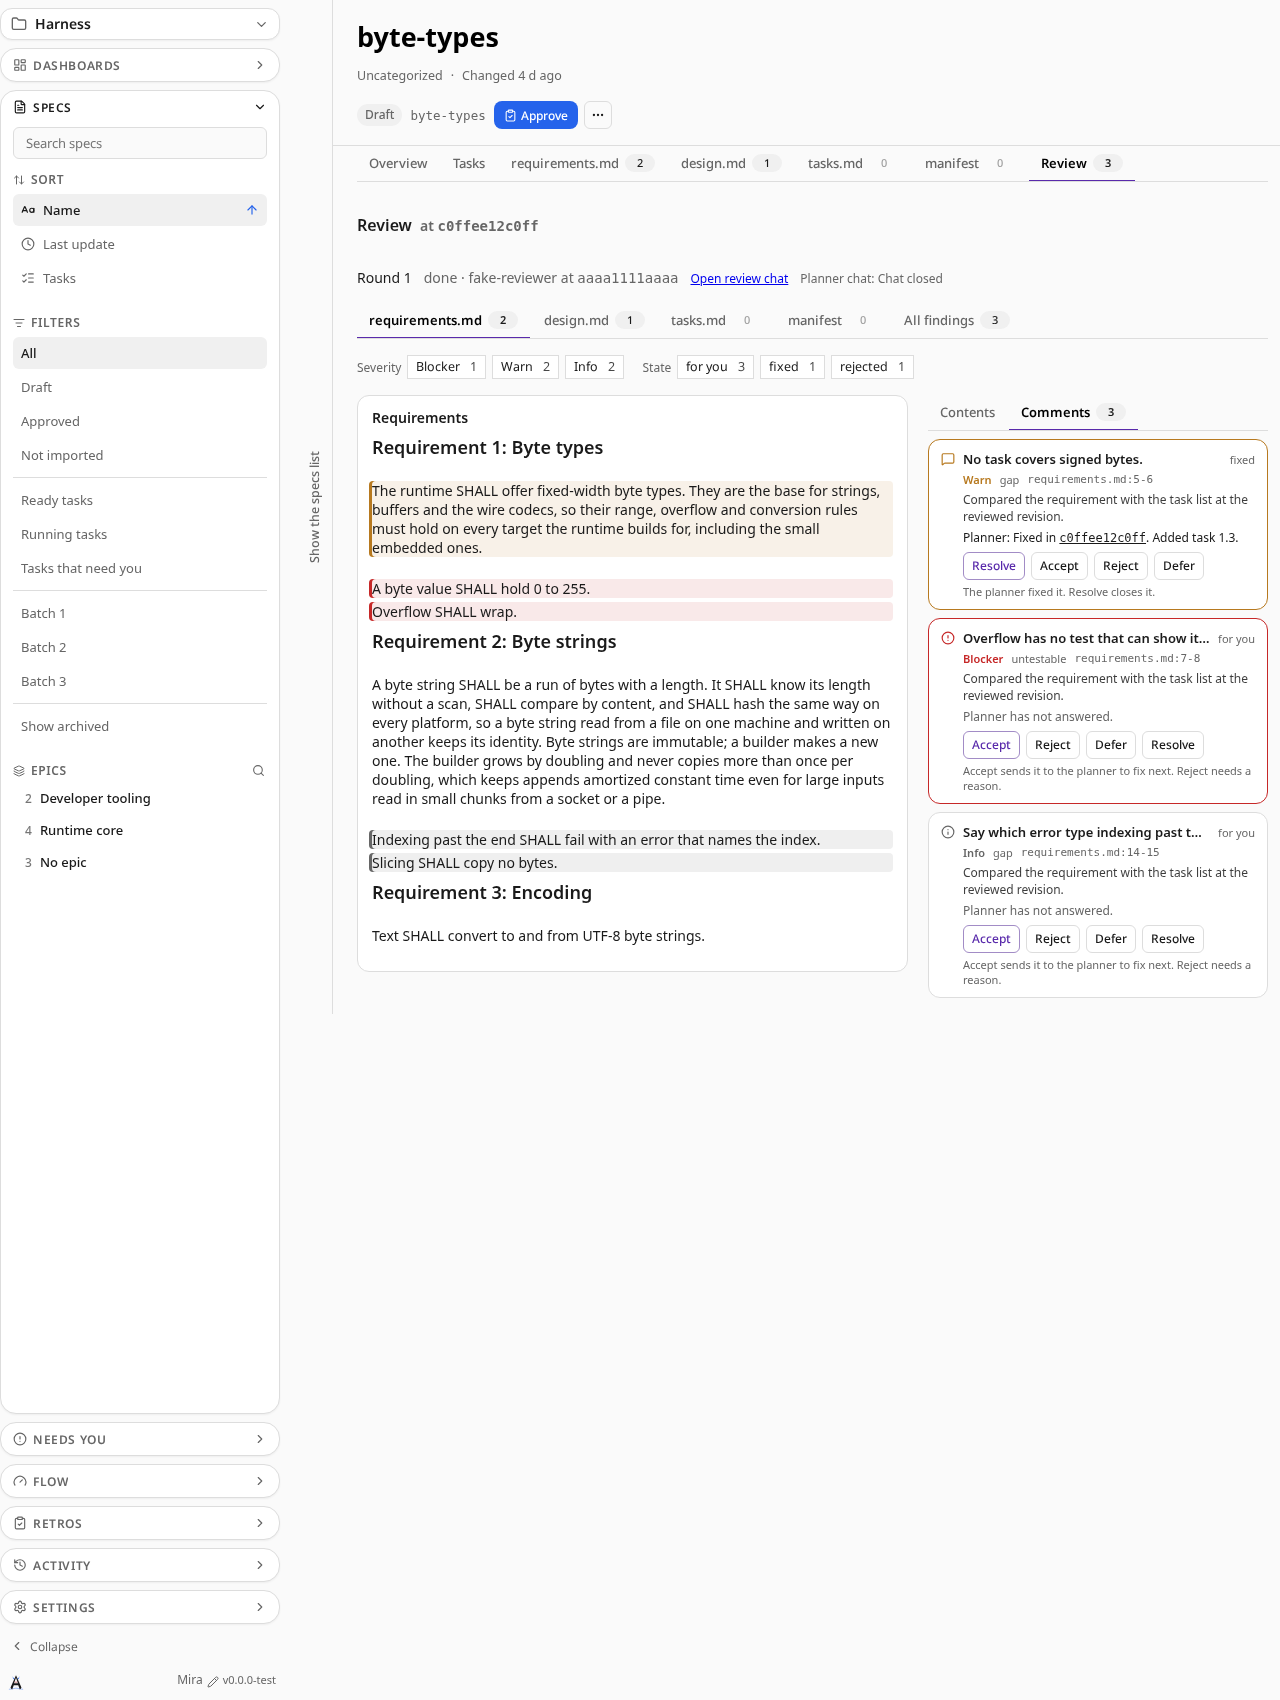 Harness
DASHBOARDS
SPECS
Search specs
SORT
Aa Name
Last update
Tasks
FILTERS
All
Draft
Approved
Not imported
Ready tasks
Running tasks
Tasks that need you
Batch 1
Batch 2
Batch 3
Show archived
EPICS
2 Developer tooling
4 Runtime core
3 No epic
NEEDS YOU
FLOW
RETROS
ACTIVITY
SETTINGS
Collapse
A Mira v0.0.0-test
Show the specs list
byte-types
Uncategorized · Changed 4 d ago
Draft byte-types Approve ···
Overview Tasks requirements.md 2 design.md 1 tasks.md 0 manifest 0 Review 3
Review at c0ffee12c0ff
Round 1 done · fake-reviewer at aaaa1111aaaa Open review chat Planner chat: Chat closed
requirements.md 2 design.md 1 tasks.md 0 manifest 0 All findings 3
Severity Blocker 1 Warn 2 Info 2 State for you 3 fixed 1 rejected 1
Requirements
Requirement 1: Byte types
The runtime SHALL offer fixed-width byte types. They are the base for strings,
buffers and the wire codecs, so their range, overflow and conversion rules
must hold on every target the runtime builds for, including the small
embedded ones.
A byte value SHALL hold 0 to 255.
Overflow SHALL wrap.
Requirement 2: Byte strings
A byte string SHALL be a run of bytes with a length. It SHALL know its length
without a scan, SHALL compare by content, and SHALL hash the same way on
every platform, so a byte string read from a file on one machine and written on
another keeps its identity. Byte strings are immutable; a builder makes a new
one. The builder grows by doubling and never copies more than once per
doubling, which keeps appends amortized constant time even for large inputs
read in small chunks from a socket or a pipe.
Indexing past the end SHALL fail with an error that names the index.
Slicing SHALL copy no bytes.
Requirement 3: Encoding
Text SHALL convert to and from UTF-8 byte strings.
Contents Comments 3
No task covers signed bytes. fixed
Warn gap requirements.md:5-6
Compared the requirement with the task list at the
reviewed revision.
Planner: Fixed in c0ffee12c0ff. Added task 1.3.
Resolve Accept Reject Defer
The planner fixed it. Resolve closes it.
Overflow has no test that can show it... for you
Blocker untestable requirements.md:7-8
Compared the requirement with the task list at the
reviewed revision.
Planner has not answered.
Accept Reject Defer Resolve
Accept sends it to the planner to fix next. Reject needs a
reason.
Say which error type indexing past t... for you
Info gap requirements.md:14-15
Compared the requirement with the task list at the
reviewed revision.
Planner has not answered.
Accept Reject Defer Resolve
Accept sends it to the planner to fix next. Reject needs a
reason.